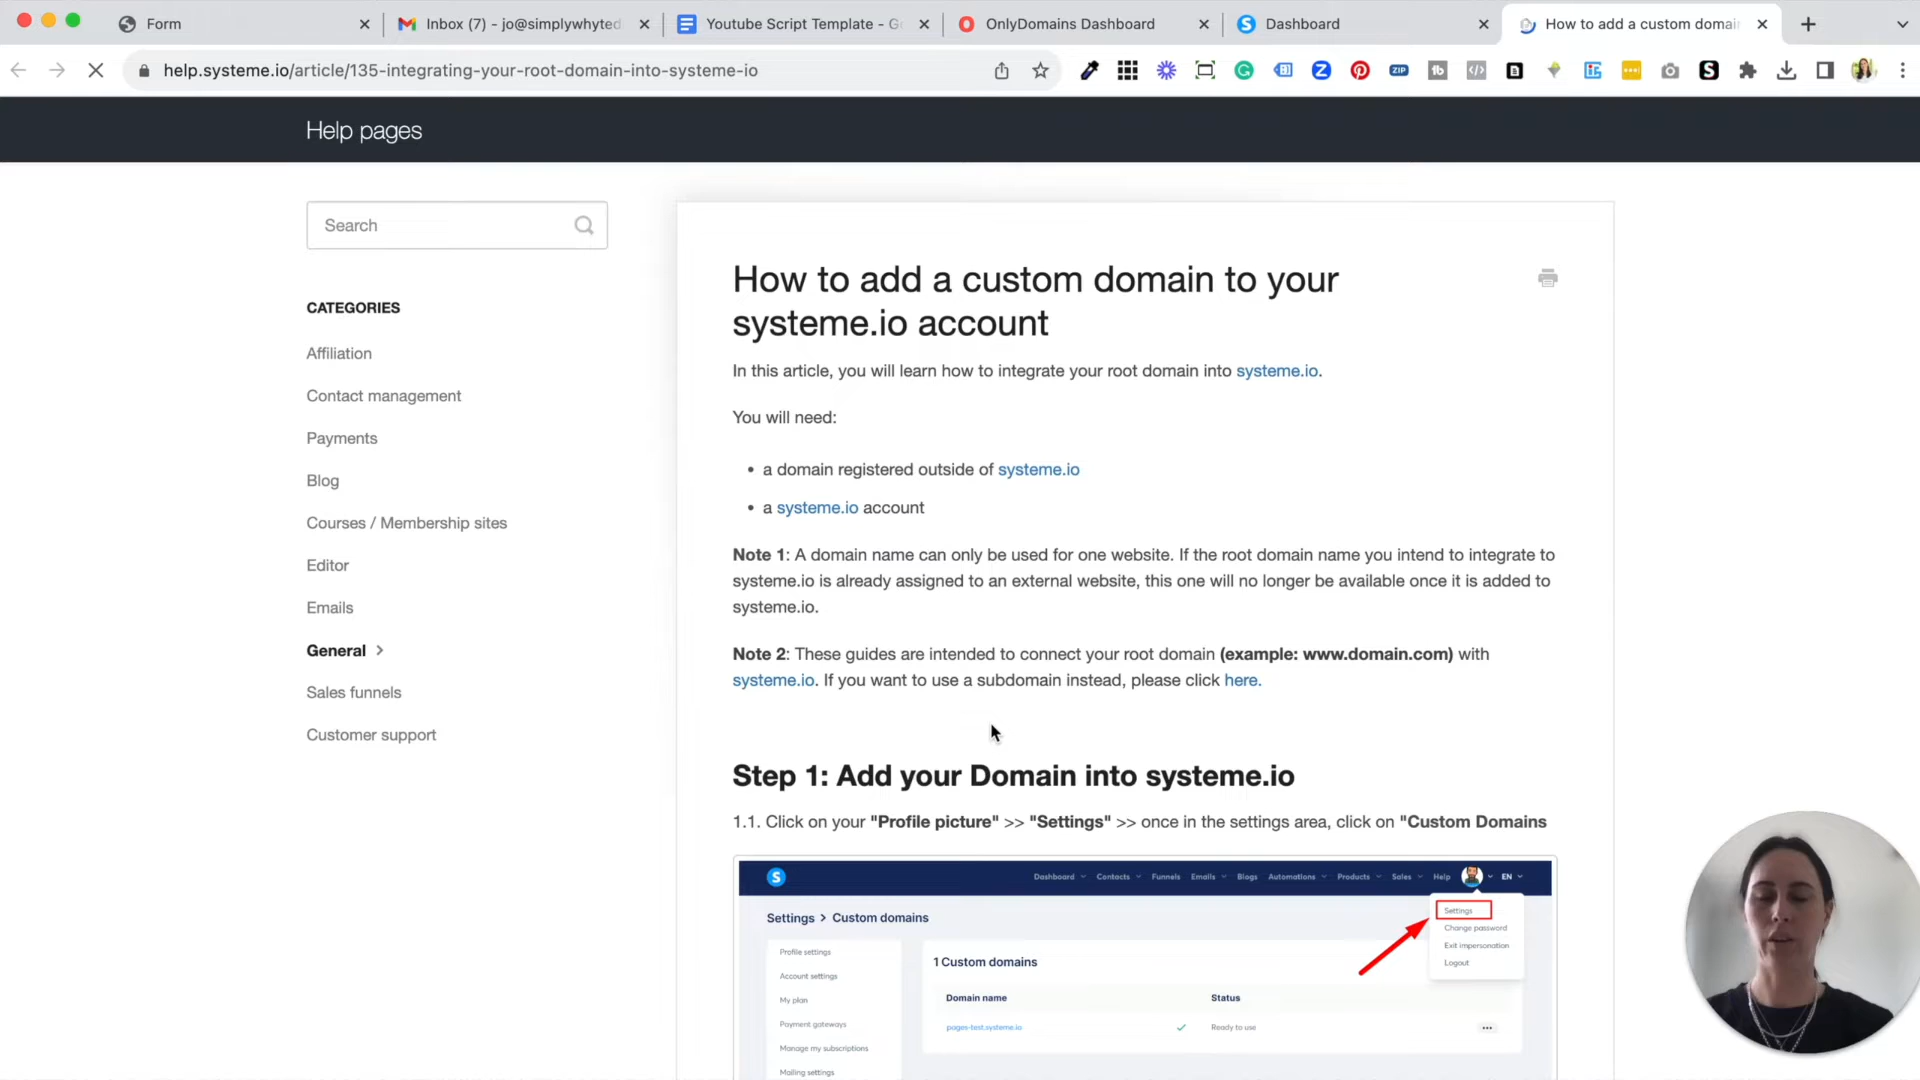 Form
Inbox (7) - jo@simplywhyted
Youtube Script Template - Go
OnlyDomains Dashboard
Dashboard
How to add a custom domai
help.systeme.io/article/135-integrating-your-root-domain-into-systeme-io
Help pages
Search
CATEGORIES
Affiliation
Contact management
Payments
Blog
Courses / Membership sites
Editor
Emails
General
Sales funnels
Customer support
How to add a custom domain to your
systeme.io account
In this article, you will learn how to integrate your root domain into systeme.io.
You will need:
• a domain registered outside of systeme.io
• a systeme.io account
Note 1: A domain name can only be used for one website. If the root domain name you intend to integrate to
systeme.io is already assigned to an external website, this one will no longer be available once it is added to
systeme.io.
Note 2: These guides are intended to connect your root domain (example: www.domain.com) with
systeme.io. If you want to use a subdomain instead, please click here.
Step 1: Add your Domain into systeme.io
1.1. Click on your "Profile picture" >> "Settings" >> once in the settings area, click on "Custom Domains
S Dashboard Contacts Funnels Emails Blogs Automations Products Sales Help EN
Settings
Change password
Exit impersonation
Logout
Settings > Custom domains
Profile settings
Account settings
My plan
Payment gateways
Manage my subscriptions
Mailing settings
1 Custom domains
Domain name Status
pages-test.systeme.io Ready to use